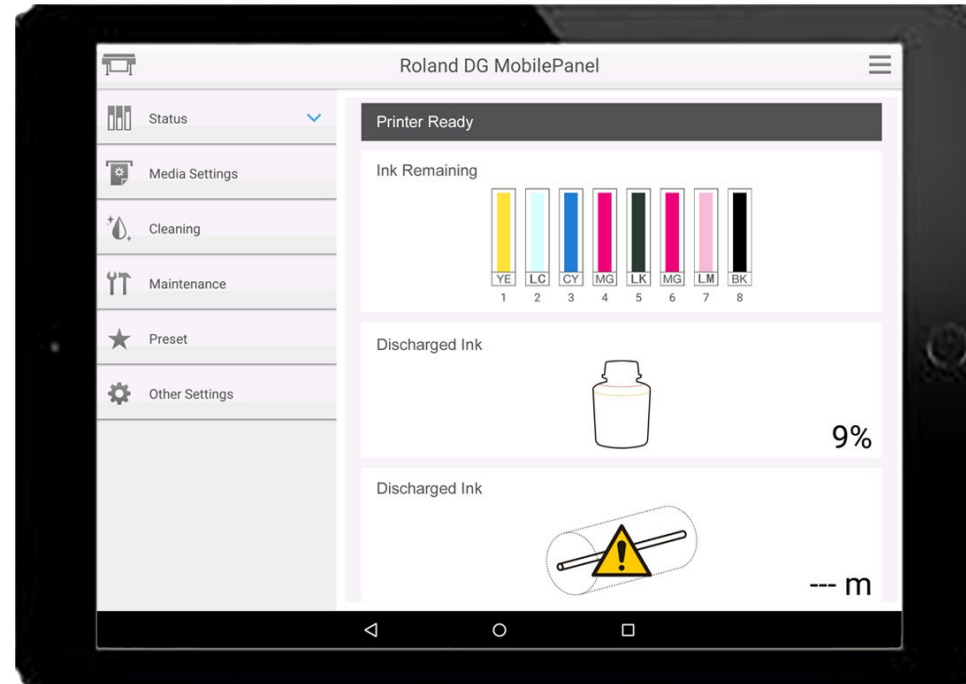 Roland DG MobilePanel
Status
Media Settings
Cleaning
Maintenance
Preset
Other Settings
Printer Ready
Ink Remaining
YE LC CY MG LK MG LM BK
1 2 3 4 5 6 7 8
Discharged Ink
9%
Discharged Ink
--- m